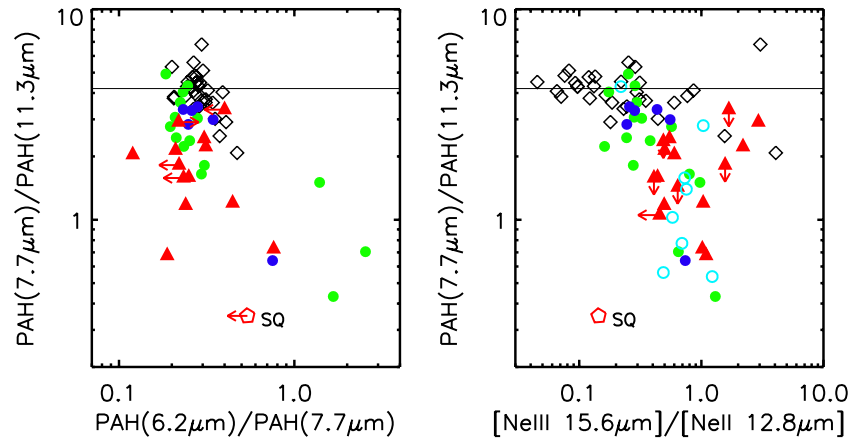 10
1
PAH(7.7μm)/PAH(11.3μm)
SQ
0.1
1.0
PAH(6.2μm)/PAH(7.7μm)
10
1
PAH(7.7μm)/PAH(11.3μm)
SQ
0.1
1.0
10.0
[NeIII 15.6μm]/[NeII 12.8μm]